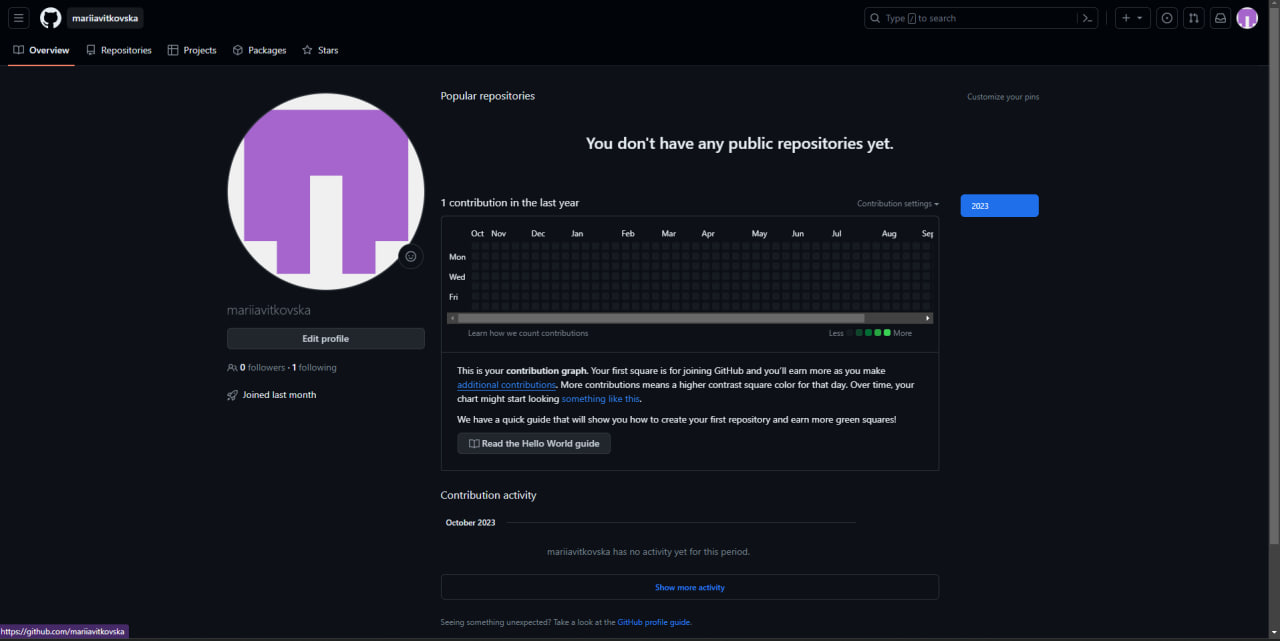 mariiavitkovska
Type / to search
Overview Repositories Projects Packages Stars
Popular repositories
Customize your pins
You don't have any public repositories yet.
1 contribution in the last year
Contribution settings
2023
Oct Nov Dec Jan Feb Mar Apr May Jun Jul Aug Sep
Mon
Wed
Fri
Learn how we count contributions
Less More
mariiavitkovska
Edit profile
0 followers · 1 following
Joined last month
This is your contribution graph. Your first square is for joining GitHub and you'll earn more as you make
additional contributions. More contributions means a higher contrast square color for that day. Over time, your
chart might start looking something like this.
We have a quick guide that will show you how to create your first repository and earn more green squares!
Read the Hello World guide
Contribution activity
October 2023
mariiavitkovska has no activity yet for this period.
Show more activity
Seeing something unexpected? Take a look at the GitHub profile guide.
https://github.com/mariiavitkovska